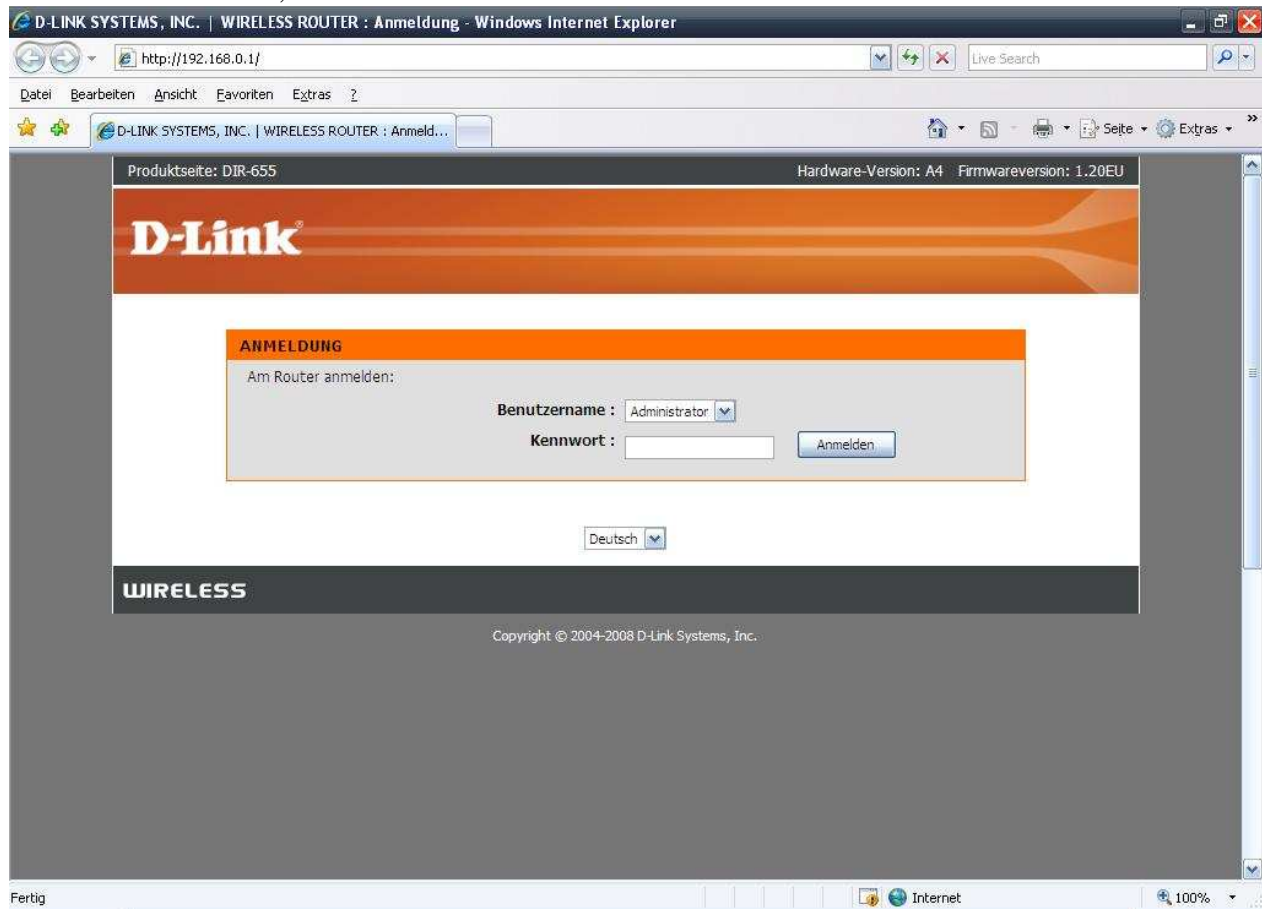 D-LINK SYSTEMS, INC. | WIRELESS ROUTER : Anmeldung - Windows Internet Explorer
http://192.168.0.1/
Live Search
Datei Bearbeiten Ansicht Favoriten Extras ?
D-LINK SYSTEMS, INC. | WIRELESS ROUTER : Anmeld...
Seite Extras »
Produktseite: DIR-655 Hardware-Version: A4 Firmwareversion: 1.20EU
D-Link®
ANMELDUNG
Am Router anmelden:
Benutzername : Administrator
Kennwort : Anmelden
Deutsch
WIRELESS
Copyright © 2004-2008 D-Link Systems, Inc.
Fertig Internet 100%